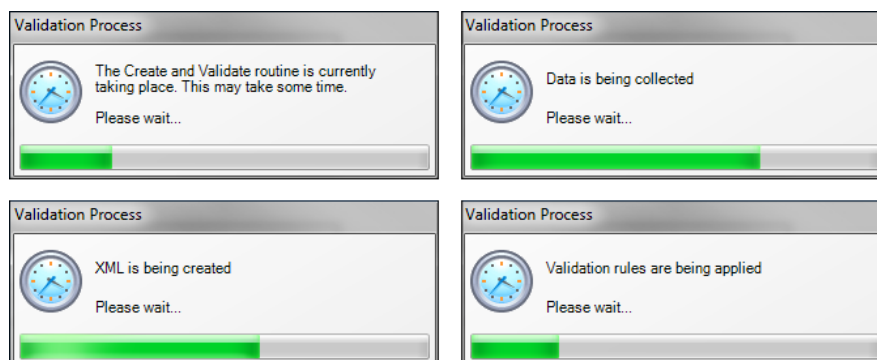 Validation Process
The Create and Validate routine is currently
taking place. This may take some time.
Please wait...
Validation Process
Data is being collected
Please wait...
Validation Process
XML is being created
Please wait...
Validation Process
Validation rules are being applied
Please wait...